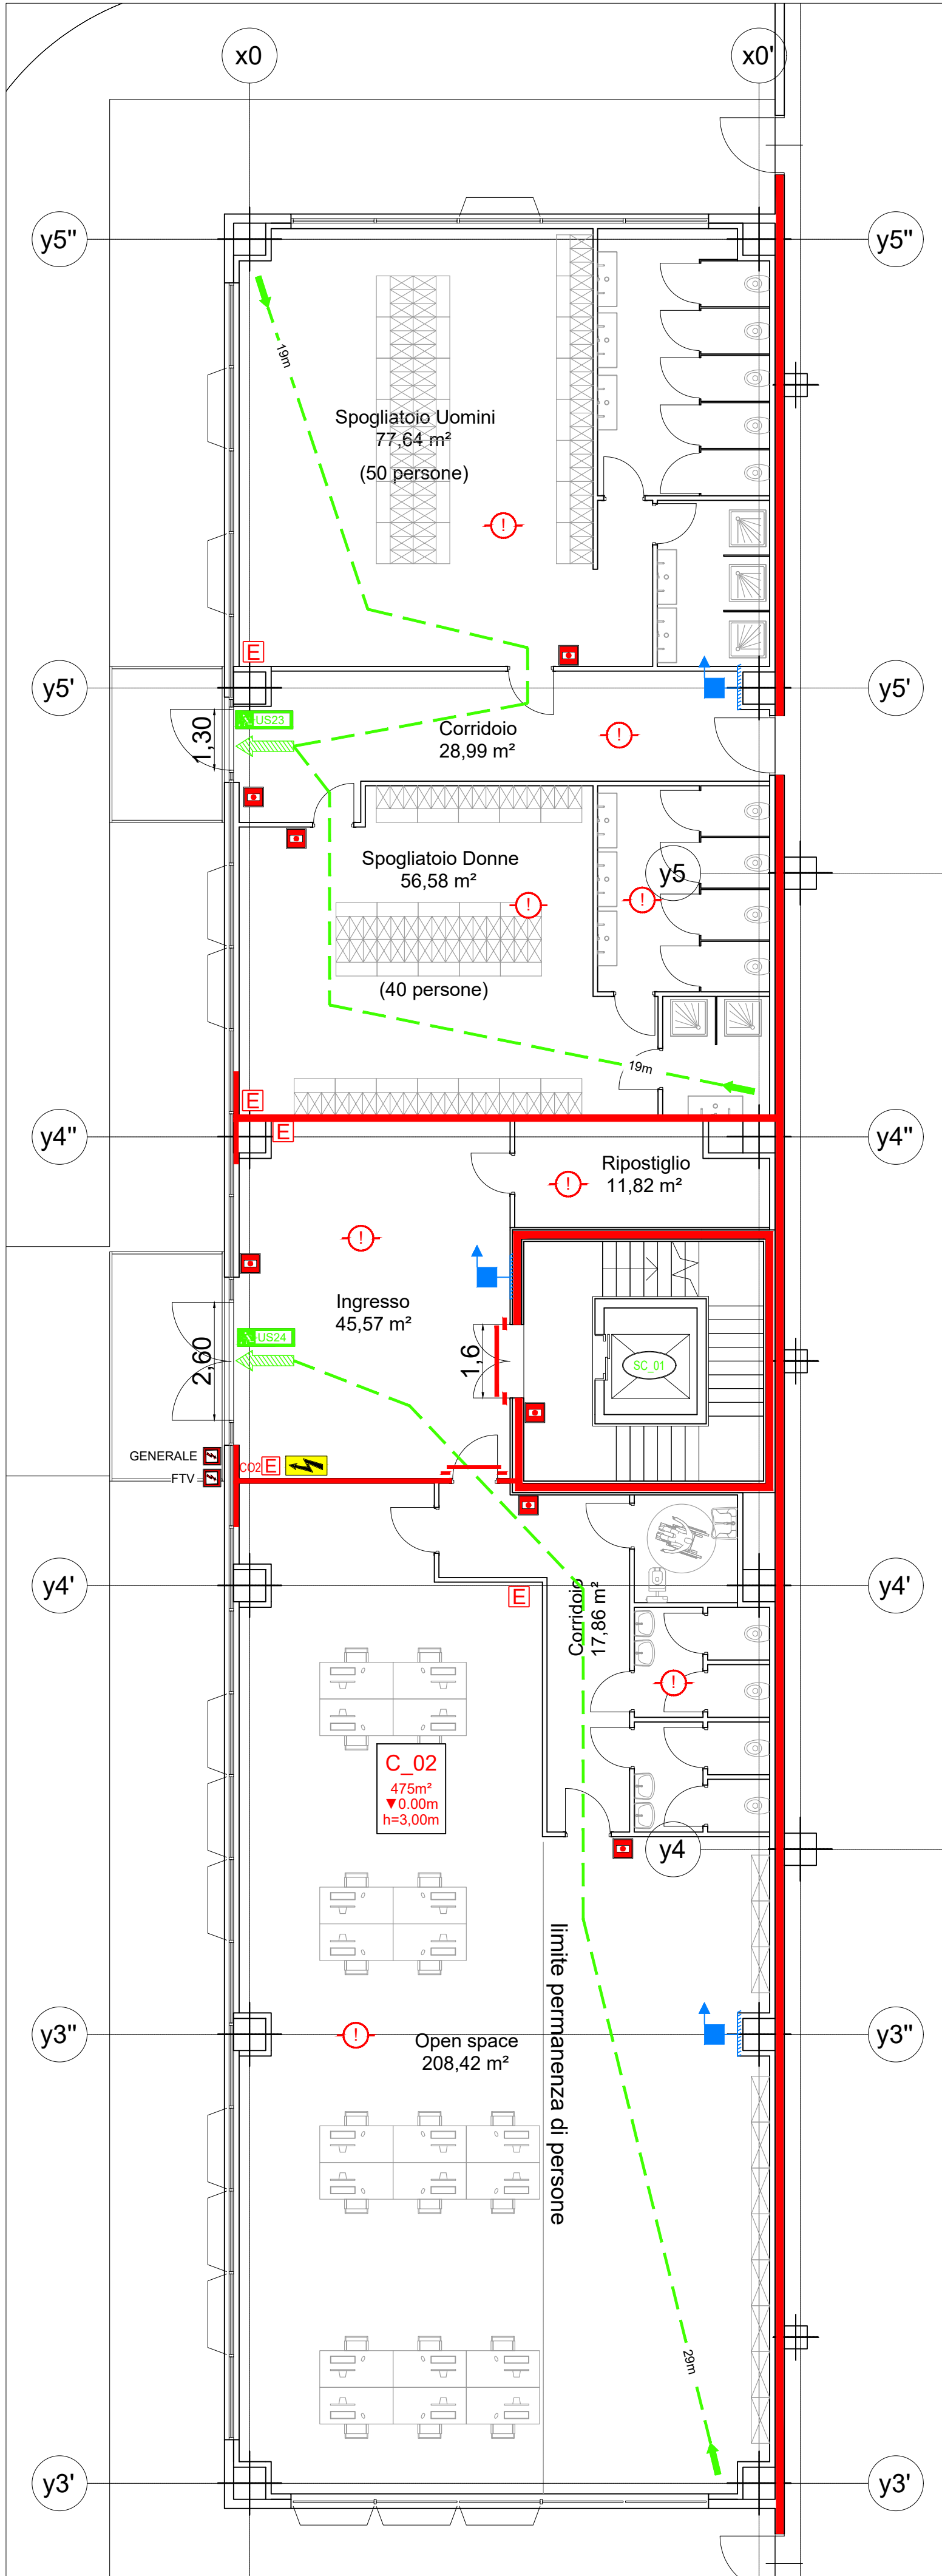 x0
x0'
y5"
y5"
19m
Spogliatoio Uomini
77,64 m²
(50 persone)
!
E
y5'
y5'
US23
1,30
Corridoio
28,99 m²
!
Spogliatoio Donne
56,58 m²
y5
!
!
(40 persone)
19m
E
y4"
E
y4"
Ripostiglio
11,82 m²
!
!
Ingresso
45,57 m²
US24
2,60
1,6
SC_01
GENERALE
FTV
CO2
E
y4'
y4'
E
Corridoio
17,86 m²
!
C_02
475m²
▼0.00m
h=3,00m
y4
limite permanenza di persone
y3"
y3"
!
Open space
208,42 m²
29m
y3'
y3'